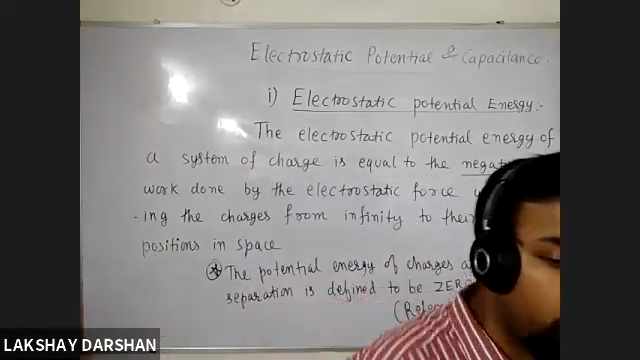 Electrostatic Potential & Capacitance.
i) Electrostatic potential Energy:-
The electrostatic potential energy of
a system of charge is equal to the
work done by the electrostatic force
-ing the charges from infinity to their
positions in space
* The potential energy of charges
separation is defined to be ZERO
LAKSHAY DARSHAN